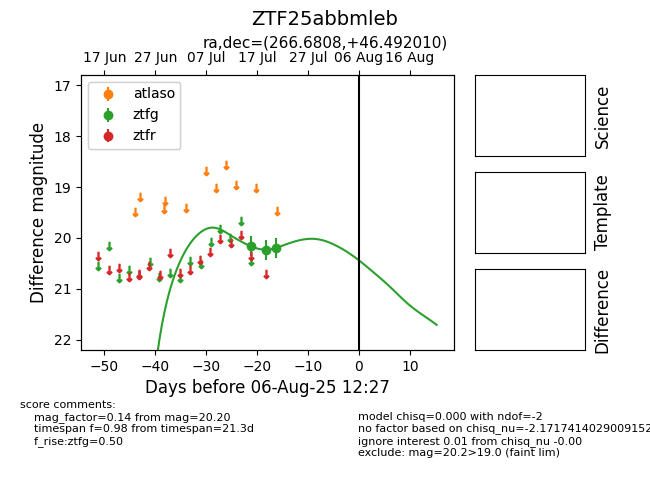 ZTF25abbmleb
ra,dec=(266.6808,+46.492010)
17 Jun 27 Jun 07 Jul 17 Jul 27 Jul 06 Aug 16 Aug
17
18
19
20
21
22
Difference magnitude
atlaso
ztfg
ztfr
−50 −40 −30 −20 −10 0 10
Days before 06-Aug-25 12:27
Science
Template
Difference
score comments:
mag_factor=0.14 from mag=20.20
timespan f=0.98 from timespan=21.3d
f_rise:ztfg=0.50
model chisq=0.000 with ndof=-2
no factor based on chisq_nu=-2.1717414029009152
ignore interest 0.01 from chisq_nu -0.00
exclude: mag=20.2>19.0 (faint lim)